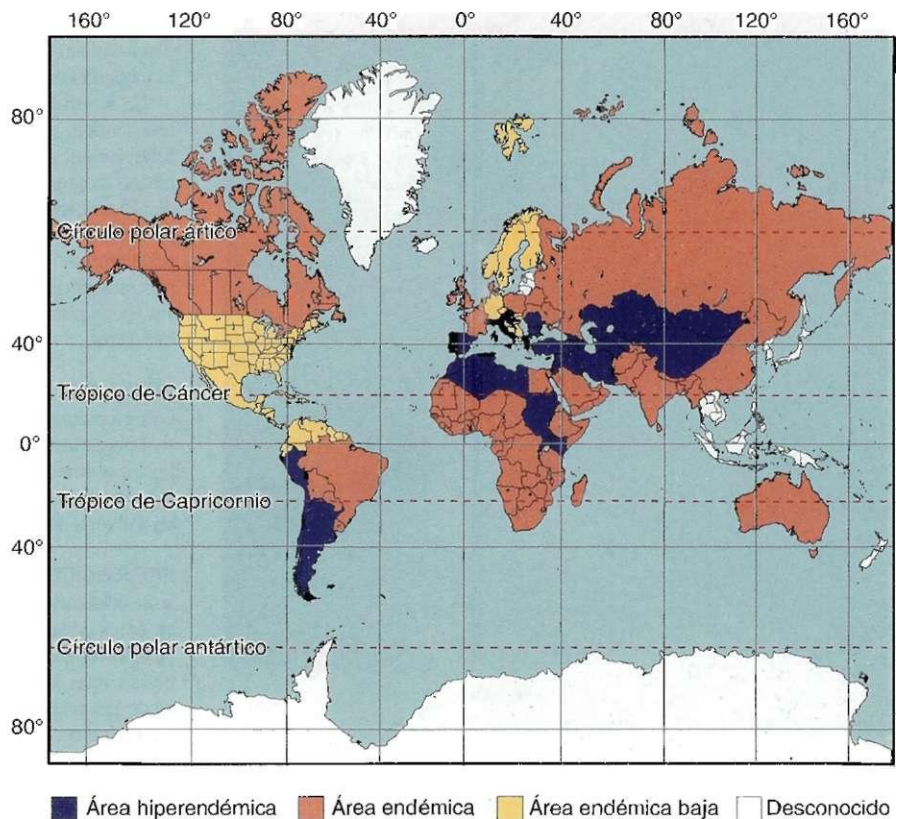 160° 120° 80° 40° 0° 40° 80° 120° 160°
80°
Círculo polar ártico
40°
Trópico de Cáncer
0°
Trópico de Capricornio
40°
Círculo polar antártico
80°
Área hiperendémica Área endémica Área endémica baja Desconocido